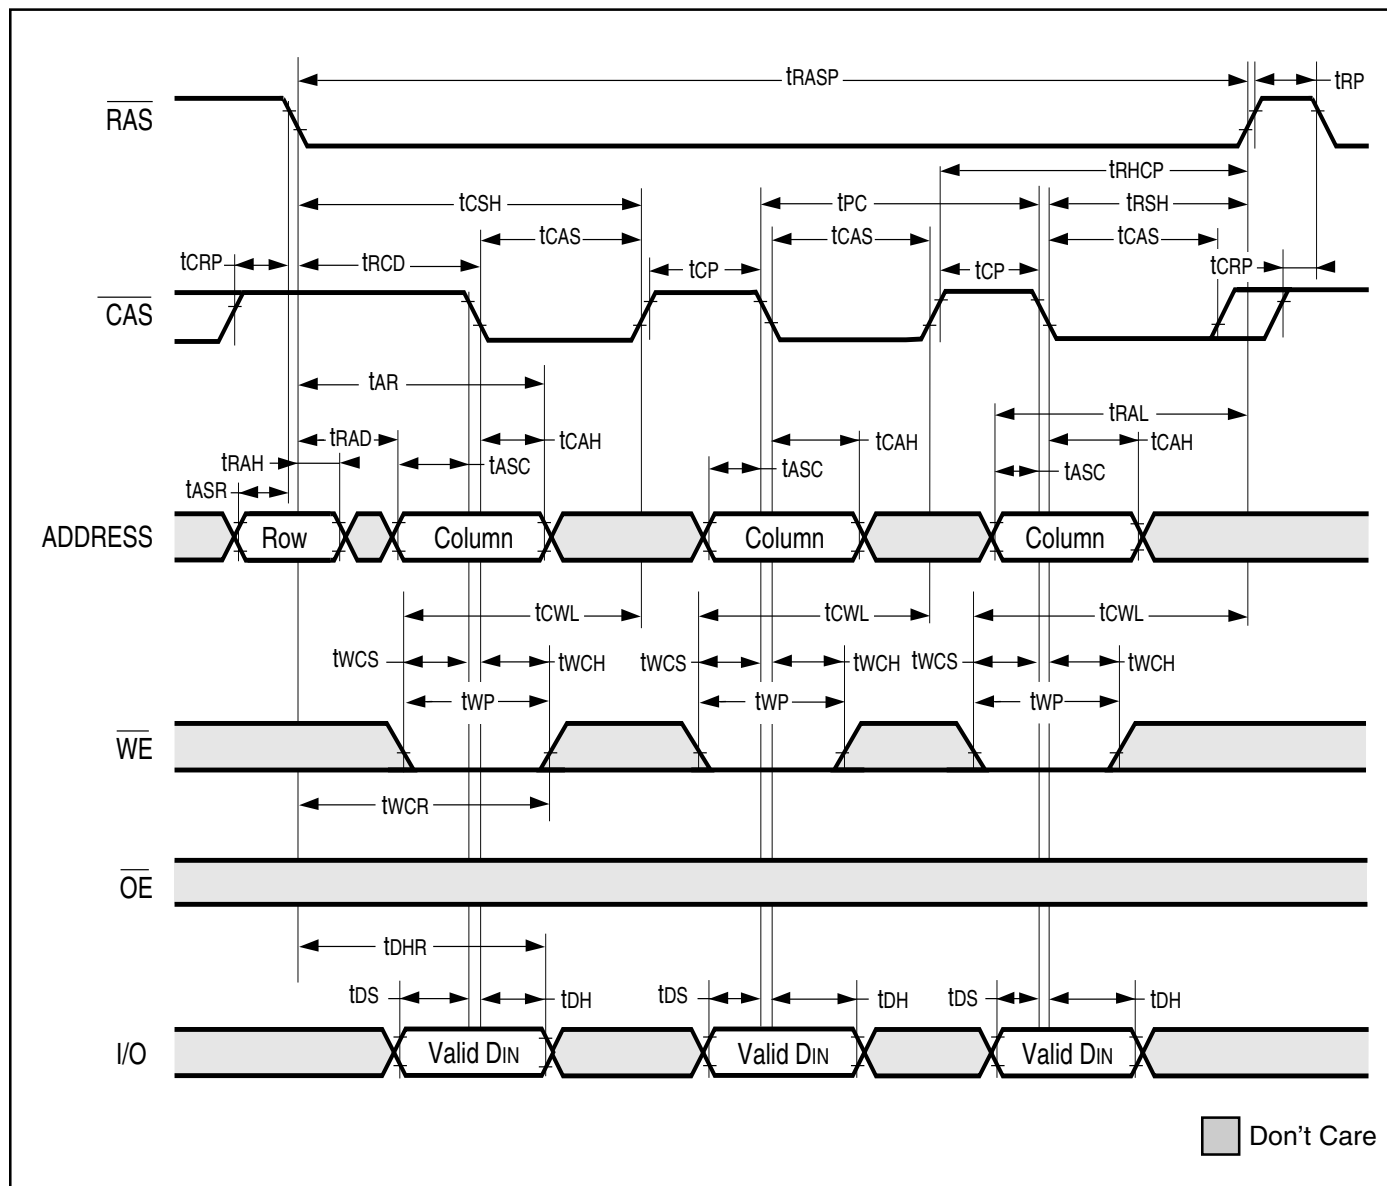 tRASP
tRP
RAS
tRHCP
tCSH
tPC
tRSH
tCAS
tCAS
tCAS
tCRP
tRCD
tCP
tCP
tCRP
CAS
tAR
tRAL
tRAD
tCAH
tCAH
tCAH
tRAH
tASC
tASC
tASC
tASR
ADDRESS
Row
Column
Column
Column
tCWL
tCWL
tCWL
tWCS
tWCH
tWCS
tWCH
tWCS
tWCH
tWP
tWP
tWP
WE
tWCR
OE
tDHR
tDS
tDH
tDS
tDH
tDS
tDH
I/O
Valid DIN
Valid DIN
Valid DIN
Don't Care